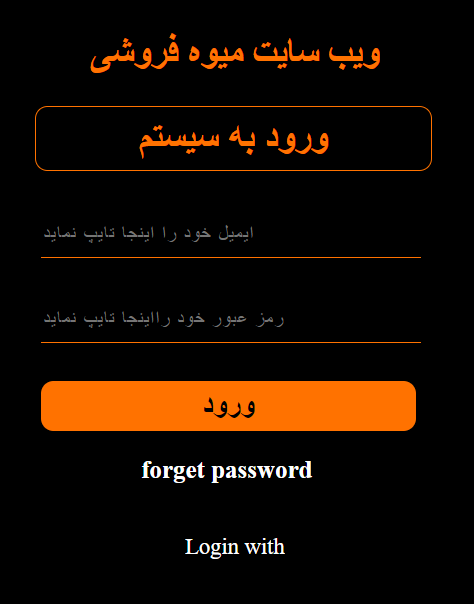 ویب سایت میوه فروشی
ورود به سیستم
ایمیل خود را اینجا تایپ نماید
رمز عبور خود رااینجا تایپ نماید
ورود
forget password
Login with